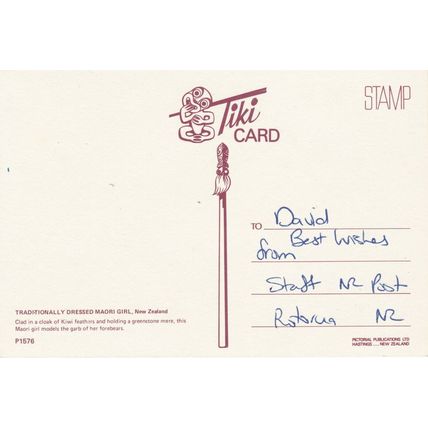 Tiki
CARD
STAMP
TO David
Best Wishes
from
Staff NZ Post
Rotorua NZ
TRADITIONALLY DRESSED MAORI GIRL, New Zealand
Clad in a cloak of Kiwi feathers and holding a greenstone mere, this
Maori girl models the garb of her forebears.
P1576
PICTORIAL PUBLICATIONS LTD
HASTINGS .... NEW ZEALAND